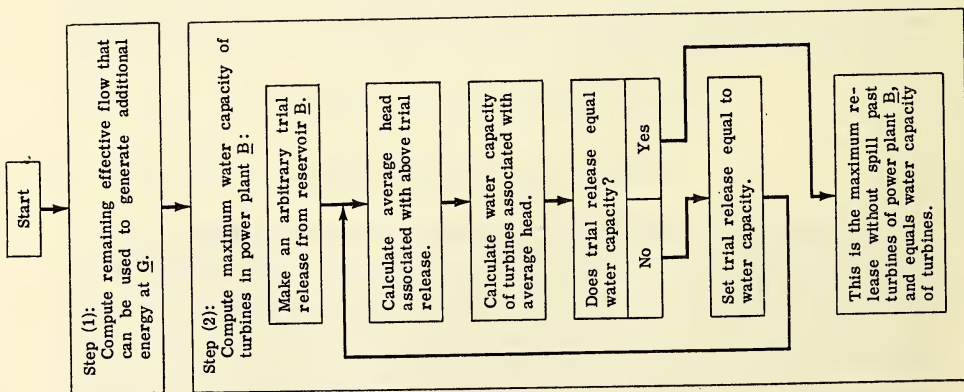 Start
Step (1):
Compute remaining effective flow that
can be used to generate additional
energy at G.
Step (2):
Compute maximum water capacity of
turbines in power plant B:
Make an arbitrary trial
release from reservoir B.
Calculate average head
associated with above trial
release.
Calculate water capacity
of turbines associated with
average head.
Does trial release equal
water capacity?
No
Yes
Set trial release equal to
water capacity.
This is the maximum re-
lease without spill past
turbines of power plant B,
and equals water capacity
of turbines.